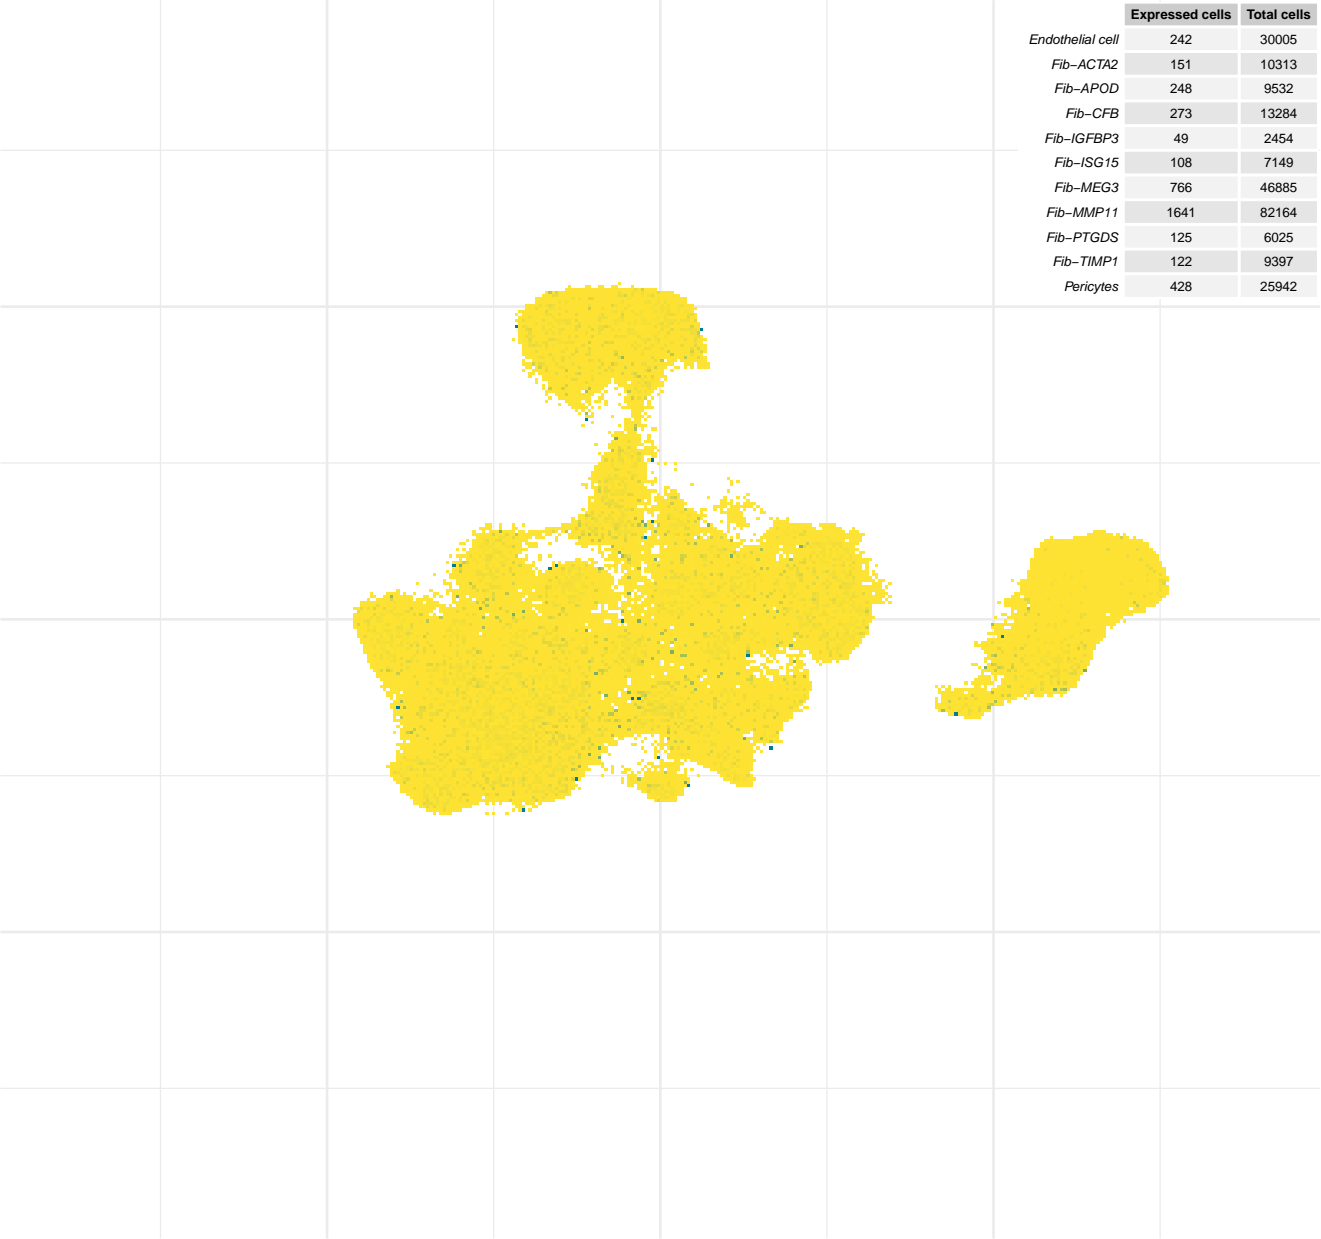 Expressed cells Total cells
Endothelial cell 242 30005
Fib−ACTA2 151 10313
Fib−APOD 248 9532
Fib−CFB 273 13284
Fib−IGFBP3 49 2454
Fib−ISG15 108 7149
Fib−MEG3 766 46885
Fib−MMP11 1641 82164
Fib−PTGDS 125 6025
Fib−TIMP1 122 9397
Pericytes 428 25942